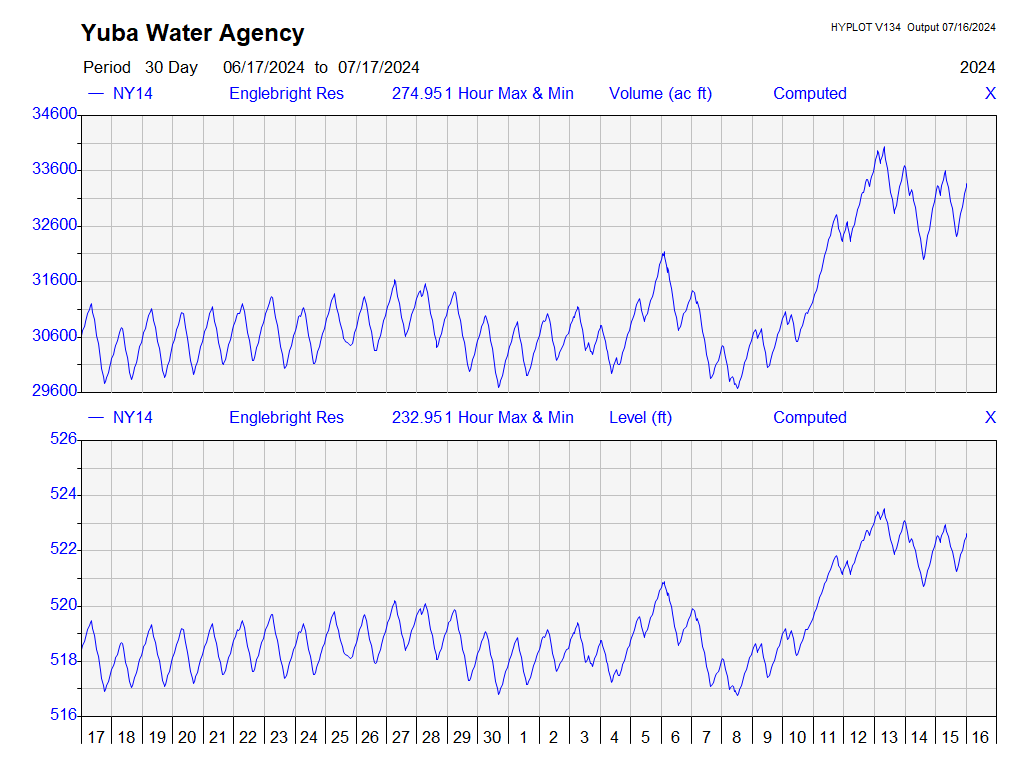 Yuba Water Agency
HYPLOT V134 Output 07/16/2024
Period 30 Day 06/17/2024 to 07/17/2024 2024
— NY14 Englebright Res 274.951 Hour Max & Min Volume (ac ft) Computed X
34600
33600
32600
31600
30600
29600
— NY14 Englebright Res 232.951 Hour Max & Min Level (ft) Computed X
526
524
522
520
518
516
17 18 19 20 21 22 23 24 25 26 27 28 29 30 1 2 3 4 5 6 7 8 9 10 11 12 13 14 15 16